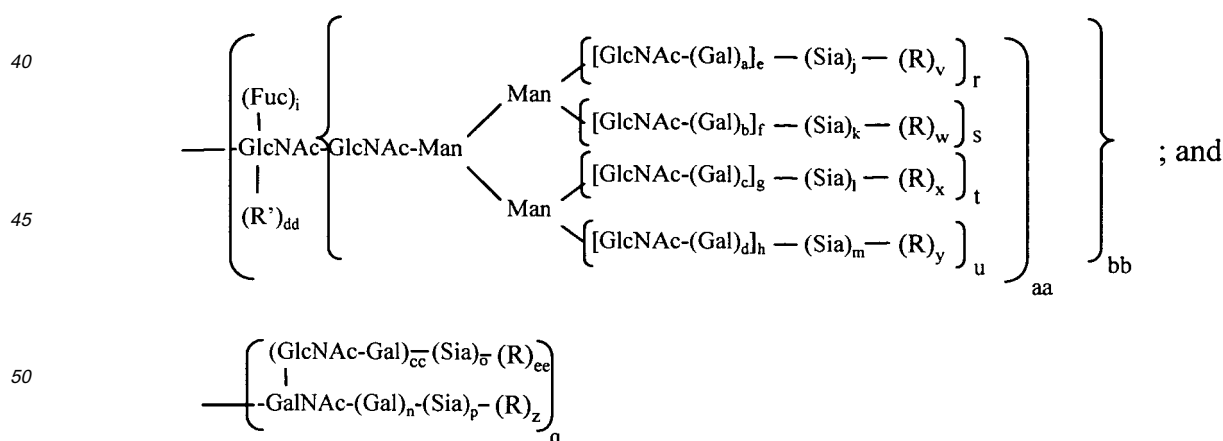 40
[GlcNAc-(Gal)a]e — (Sia)j — (R)v r
(Fuc)i
Man
[GlcNAc-(Gal)b]f — (Sia)k — (R)w s
GlcNAc-GlcNAc-Man
; and
[GlcNAc-(Gal)c]g — (Sia)l — (R)x t
Man
45
(R')dd
[GlcNAc-(Gal)d]h — (Sia)m — (R)y u
aa
bb
(GlcNAc-Gal)cc-(Sia)o-(R)ee
50
-GalNAc-(Gal)n-(Sia)p-(R)z
q